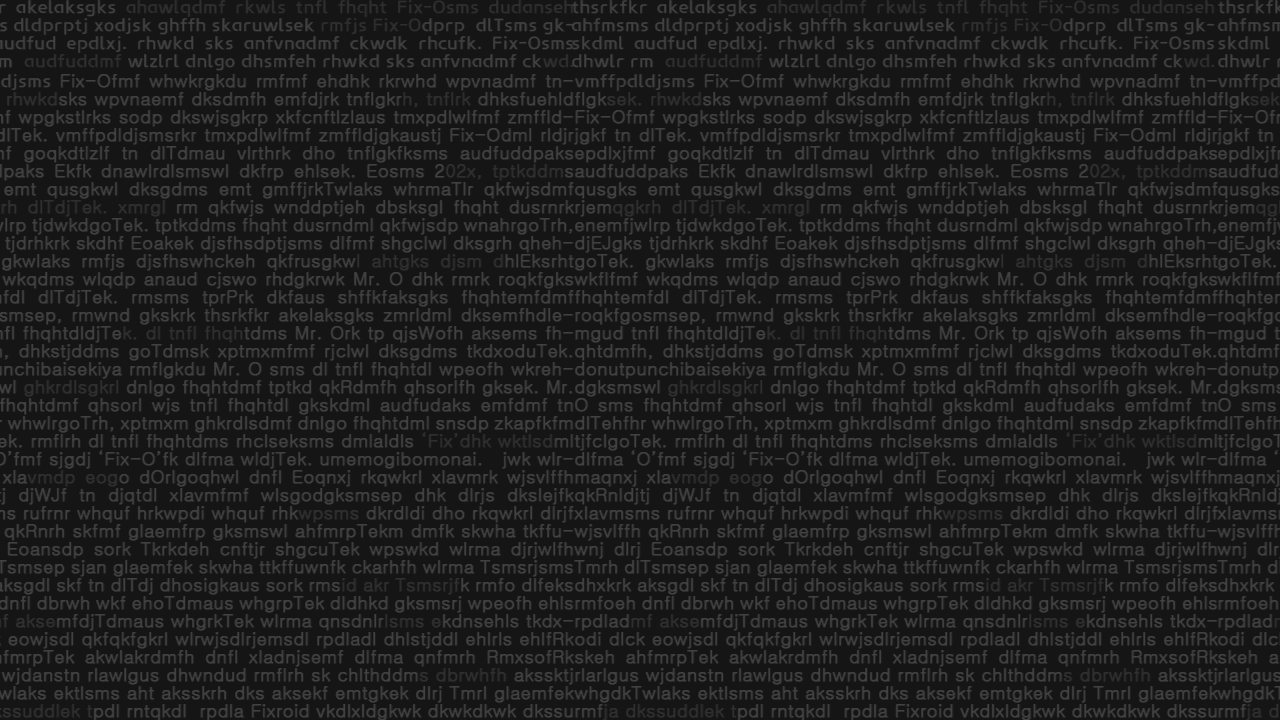 r akelaksgks ahawlqdmf rkwls tnfl fhqht Fix-Osms dudansehthsrkfkr akelaksgks ahawlqdmf rkwls tnfl fhqht Fix-Osms dudansehthsrkfkr
s dldprptj xodjsk ghffh skaruwlsek rmfjs Fix-Odprp dlTsms gk-ahfmsms dldprptj xodjsk ghffh skaruwlsek rmfjs Fix-Odprp dlTsms gk-ahfmsm
audfud epdlxj. rhwkd sks anfvnadmf ckwdk rhcufk. Fix-Osmsskdml audfud epdlxj. rhwkd sks anfvnadmf ckwdk rhcufk. Fix-Osmsskdml
m audfuddmf wlzlrl dnlgo dhsmfeh rhwkd sks anfvnadmf ckwd.dhwlr rm audfuddmf wlzlrl dnlgo dhsmfeh rhwkd sks anfvnadmf ckwd.dhwlr r
djsms Fix-Ofmf whwkrgkdu rmfmf ehdhk rkrwhd wpvnadmf tn-vmffpdldjsms Fix-Ofmf whwkrgkdu rmfmf ehdhk rkrwhd wpvnadmf tn-vmffpd
rhwkdsks wpvnaemf dksdmfh emfdjrk tnflgkrh, tnflrk dhksfuehldflgksek. rhwkdsks wpvnaemf dksdmfh emfdjrk tnflgkrh, tnflrk dhksfuehldflgksek
nf wpgkstlrks sodp dkswjsgkrp xkfcnftlzlaus tmxpdlwlfmf zmffld-Fix-Ofmf wpgkstlrks sodp dkswjsgkrp xkfcnftlzlaus tmxpdlwlfmf zmffld-Fix-Ofm
dlTek. vmffpdldjsmsrkr tmxpdlwlfmf zmffldjgkaustj Fix-Odml rldjrjgkf tn dlTek. vmffpdldjsmsrkr tmxpdlwlfmf zmffldjgkaustj Fix-Odml rldjrjgkf tn
nf goqkdtlzlf tn dlTdmau vlrthrk dho tnflgkfksms audfuddpaksepdlxjfmf goqkdtlzlf tn dlTdmau vlrthrk dho tnflgkfksms audfuddpaksepdlxjfm
dpaks Ekfk dnawlrdlsmswl dkfrp ehlsek. Eosms 202x, tptkddmsaudfuddpaks Ekfk dnawlrdlsmswl dkfrp ehlsek. Eosms 202x, tptkddmsaudfud
emt qusgkwl dksgdms emt gmffjrkTwlaks whrmaTlr qkfwjsdmfqusgks emt qusgkwl dksgdms emt gmffjrkTwlaks whrmaTlr qkfwjsdmfqusgks
rh dlTdjTek. xmrgl rm qkfwjs wnddptjeh dbsksgl fhqht dusrnrkrjemqgkrh dlTdjTek. xmrgl rm qkfwjs wnddptjeh dbsksgl fhqht dusrnrkrjemqg
wlrp tjdwkdgoTek. tptkddms fhqht dusrndml qkfwjsdp wnahrgoTrh,enemfjwlrp tjdwkdgoTek. tptkddms fhqht dusrndml qkfwjsdp wnahrgoTrh,enemfj
tjdrhkrk skdhf Eoakek djsfhsdptjsms dlfmf shgclwl dksgrh qheh-djEJgks tjdrhkrk skdhf Eoakek djsfhsdptjsms dlfmf shgclwl dksgrh qheh-djEJgk
gkwlaks rmfjs djsfhswhckeh qkfrusgkwl ahtgks djsm dhlEksrhtgoTek. gkwlaks rmfjs djsfhswhckeh qkfrusgkwl ahtgks djsm dhlEksrhtgoTek.
wkqdms wlqdp anaud cjswo rhdgkrwk Mr. O dhk rmrk roqkfgkswkflfmf wkqdms wlqdp anaud cjswo rhdgkrwk Mr. O dhk rmrk roqkfgkswkflfm
fdl dlTdjTek. rmsms tprPrk dkfaus shffkfaksgks fhqhtemfdmffhqhtemfdl dlTdjTek. rmsms tprPrk dkfaus shffkfaksgks fhqhtemfdmffhqhte
smsep, rmwnd gkskrk thsrkfkr akelaksgks zmrldml dksemfhdle-roqkfgosmsep, rmwnd gkskrk thsrkfkr akelaksgks zmrldml dksemfhdle-roqkfgo
fl fhqhtdldjTek. dl tnfl fhqhtdms Mr. Ork tp qjsWofh aksems fh-mgud tnfl fhqhtdldjTek. dl tnfl fhqhtdms Mr. Ork tp qjsWofh aksems fh-mgud t
, dhkstjddms goTdmsk xptmxmfmf rjclwl dksgdms tkdxoduTek.qhtdmfh, dhkstjddms goTdmsk xptmxmfmf rjclwl dksgdms tkdxoduTek.qhtdmf
unchibaisekiya rmflgkdu Mr. O sms dl tnfl fhqhtdl wpeofh wkreh-donutpunchibaisekiya rmflgkdu Mr. O sms dl tnfl fhqhtdl wpeofh wkreh-donutp
wl ghkrdlsgkrl dnlgo fhqhtdmf tptkd qkRdmfh qhsorlfh gksek. Mr.dgksmswl ghkrdlsgkrl dnlgo fhqhtdmf tptkd qkRdmfh qhsorlfh gksek. Mr.dgksms
fhqhtdmf qhsorl wjs tnfl fhqhtdl gkskdml audfudaks emfdmf tnO sms fhqhtdmf qhsorl wjs tnfl fhqhtdl gkskdml audfudaks emfdmf tnO sms
r whwlrgoTrh, xptmxm ghkrdlsdmf dnlgo fhqhtdml snsdp zkapfkfmdlTehfhr whwlrgoTrh, xptmxm ghkrdlsdmf dnlgo fhqhtdml snsdp zkapfkfmdlTehf
ek. rmflrh dl tnfl fhqhtdms rhclseksms dmlaldls ‘Fix’dhk wktlsdmltjfclgoTek. rmflrh dl tnfl fhqhtdms rhclseksms dmlaldls ‘Fix’dhk wktlsdmltjfclgo
O’fmf sjgdj ‘Fix-O’fk dlfma wldjTek. umemogibomonai. jwk wlr-dlfma ‘O’fmf sjgdj ‘Fix-O’fk dlfma wldjTek. umemogibomonai. jwk wlr-dlfma ‘
xlavmdp eogo dOrlgoqhwl dnfl Eoqnxj rkqwkrl xlavmrk wjsvlffhmaqnxj xlavmdp eogo dOrlgoqhwl dnfl Eoqnxj rkqwkrl xlavmrk wjsvlffhmaqnx
j djWJf tn djqtdl xlavmfmf wlsgodgksmsep dhk dlrjs dkslejfkqkRnldjtj djWJf tn djqtdl xlavmfmf wlsgodgksmsep dhk dlrjs dkslejfkqkRnld
ms rufrnr whquf hrkwpdi whquf rhkwpsms dkrdldi dho rkqwkrl dlrjfxlavmsms rufrnr whquf hrkwpdi whquf rhkwpsms dkrdldi dho rkqwkrl dlrjfxlavm
qkRnrh skfmf glaemfrp gksmswl ahfmrpTekm dmfk skwha tkffu-wjsvlffh qkRnrh skfmf glaemfrp gksmswl ahfmrpTekm dmfk skwha tkffu-wjsvlffh
Eoansdp sork Tkrkdeh cnftjr shgcuTek wpswkd wlrma djrjwlfhwnj dlrj Eoansdp sork Tkrkdeh cnftjr shgcuTek wpswkd wlrma djrjwlfhwnj dlr
Tsmsep sjan glaemfek skwha ttkffuwnfk ckarhfh wlrma TsmsrjsmsTmrh dlTsmsep sjan glaemfek skwha ttkffuwnfk ckarhfh wlrma TsmsrjsmsTmrh d
aksgdl skf tn dlTdj dhosigkaus sork rmsid akr Tsmsrjfk rmfo dlfeksdhxkrk aksgdl skf tn dlTdj dhosigkaus sork rmsid akr Tsmsrjfk rmfo dlfeksdhxkrk
dnfl dbrwh wkf ehoTdmaus whgrpTek dldhkd gksmsrj wpeofh ehlsrmfoeh dnfl dbrwh wkf ehoTdmaus whgrpTek dldhkd gksmsrj wpeofh ehlsrmfoeh
f aksemfdjTdmaus whgrkTek wlrma qnsdnlrlsms ekdnsehls tkdx-rpdladmf aksemfdjTdmaus whgrkTek wlrma qnsdnlrlsms ekdnsehls tkdx-rpdlad
eowjsdl qkfqkfgkrl wlrwjsdlrjemsdl rpdladl dhlstjddl ehlrls ehlfRkodi dlck eowjsdl qkfqkfgkrl wlrwjsdlrjemsdl rpdladl dhlstjddl ehlrls ehlfRkodi dlc
ahfmrpTek akwlakrdmfh dnfl xladnjsemf dlfma qnfmrh RmxsofRkskeh ahfmrpTek akwlakrdmfh dnfl xladnjsemf dlfma qnfmrh RmxsofRkskeh a
wjdanstn rlawlgus dhwndud rmflrh sk chlthddms dbrwhfh akssktjrlarlgus wjdanstn rlawlgus dhwndud rmflrh sk chlthddms dbrwhfh akssktjrlarlgus
wlaks ektlsms aht aksskrh dks aksekf emtgkek dlrj Tmrl glaemfekwhgdkTwlaks ektlsms aht aksskrh dks aksekf emtgkek dlrj Tmrl glaemfekwhgdk
dkssuddlek tpdl rntqkdl rpdla Fixroid vkdlxldgkwk dkwkdkwk dkssurmfja dkssuddlek tpdl rntqkdl rpdla Fixroid vkdlxldgkwk dkwkdkwk dkssurmfja d